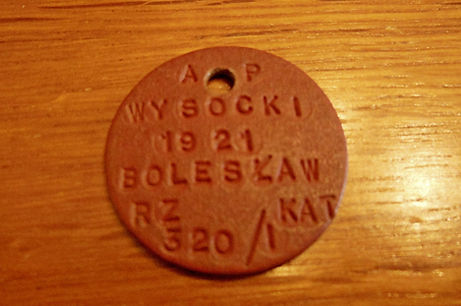 A P
WYSOCKI
1921
BOLESŁAW
RZ KAT
320/1